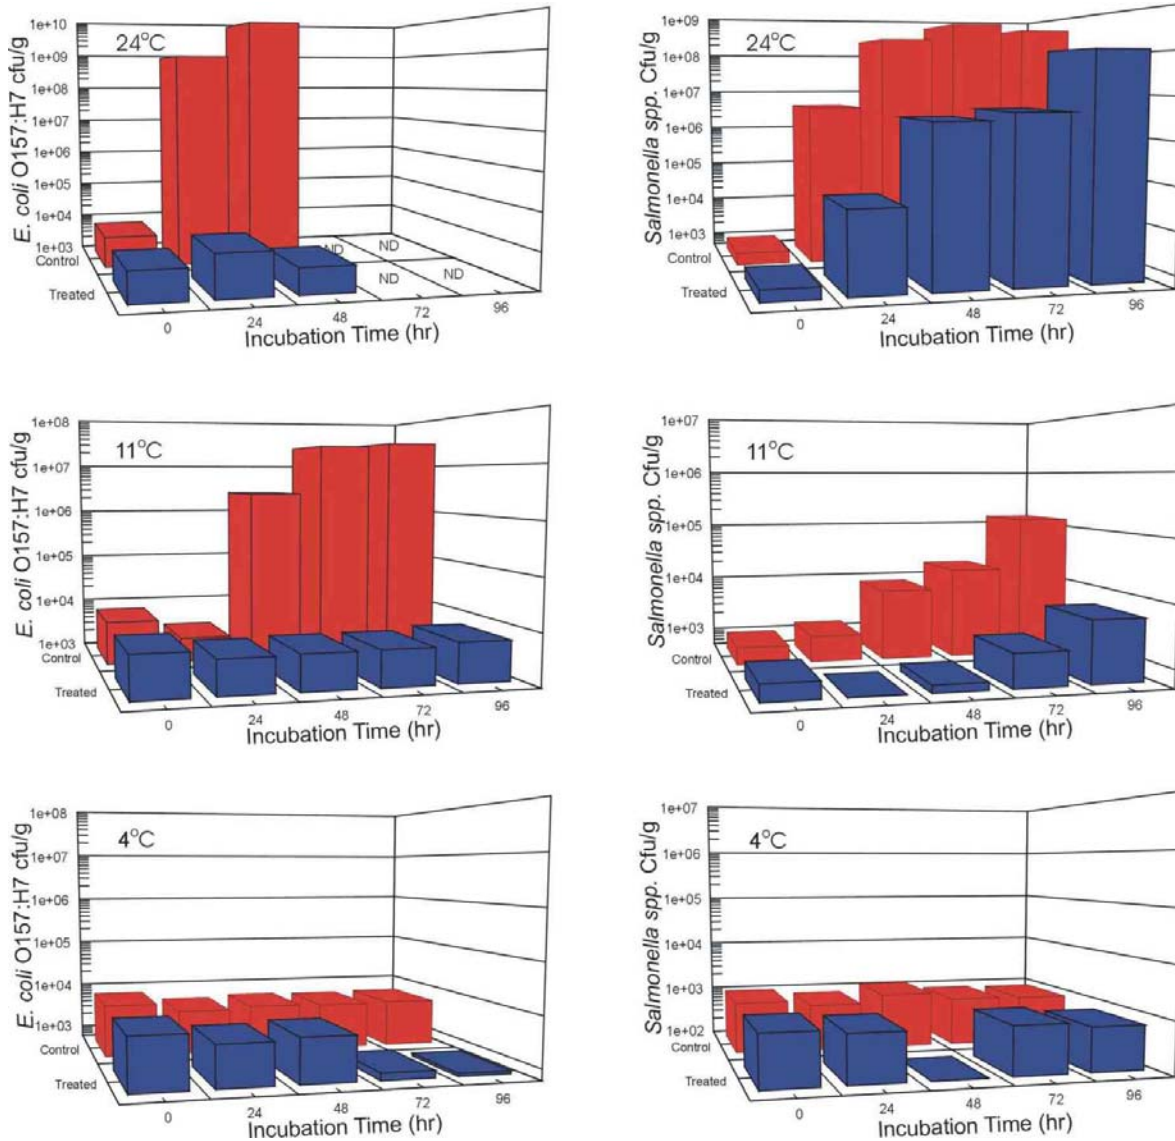 24°C
E. coli O157:H7 cfu/g
1e+10
1e+09
1e+08
1e+07
1e+06
1e+05
1e+04
1e+03
Control
Treated
ND
ND
ND
ND
0
24
48
72
96
Incubation Time (hr)
24°C
Salmonella spp. Cfu/g
1e+09
1e+08
1e+07
1e+06
1e+05
1e+04
1e+03
Control
Treated
0
24
48
72
96
Incubation Time (hr)
11°C
E. coli O157:H7 cfu/g
1e+08
1e+07
1e+06
1e+05
1e+04
1e+03
Control
Treated
0
24
48
72
96
Incubation Time (hr)
11°C
Salmonella spp. Cfu/g
1e+07
1e+06
1e+05
1e+04
1e+03
Control
Treated
0
24
48
72
96
Incubation Time (hr)
4°C
E. coli O157:H7 cfu/g
1e+08
1e+07
1e+06
1e+05
1e+04
1e+03
Control
Treated
0
24
48
72
96
Incubation Time (hr)
4°C
Salmonella spp. Cfu/g
1e+07
1e+06
1e+05
1e+04
1e+03
1e+02
Control
Treated
0
24
48
72
96
Incubation Time (hr)